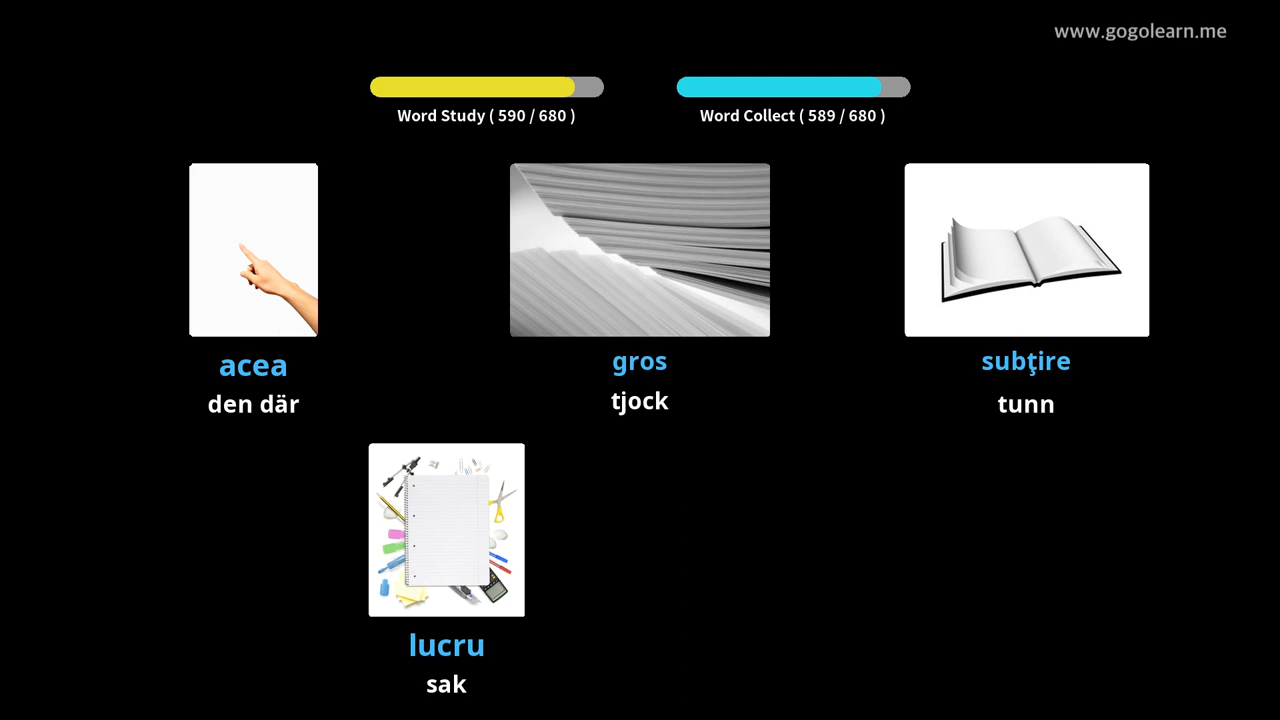 www.gogolearn.me
Word Study ( 590 / 680 )
Word Collect ( 589 / 680 )
acea
den där
gros
tjock
subţire
tunn
lucru
sak